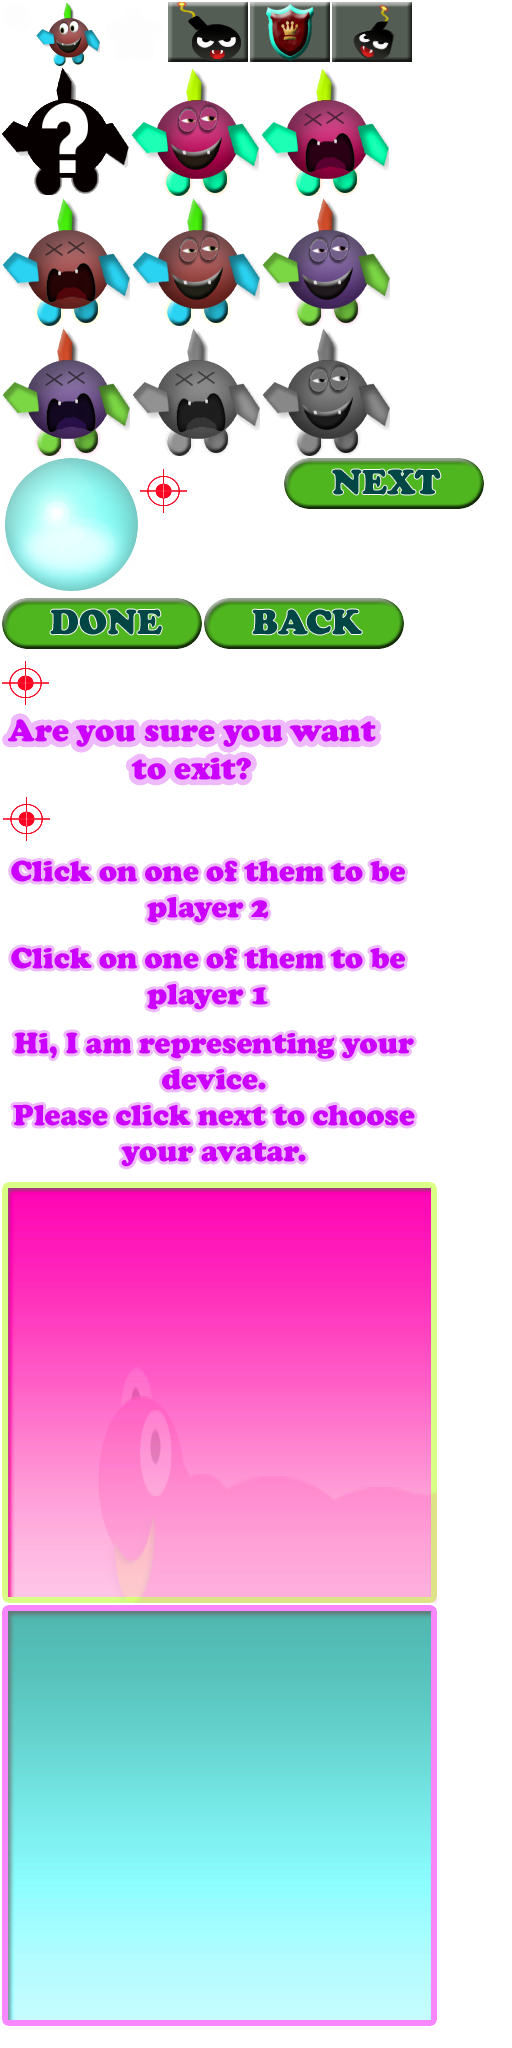 ?
NEXT
DONE
BACK
Are you sure you want
to exit?
Click on one of them to be
player 2
Click on one of them to be
player 1
Hi, I am representing your
device.
Please click next to choose
your avatar.